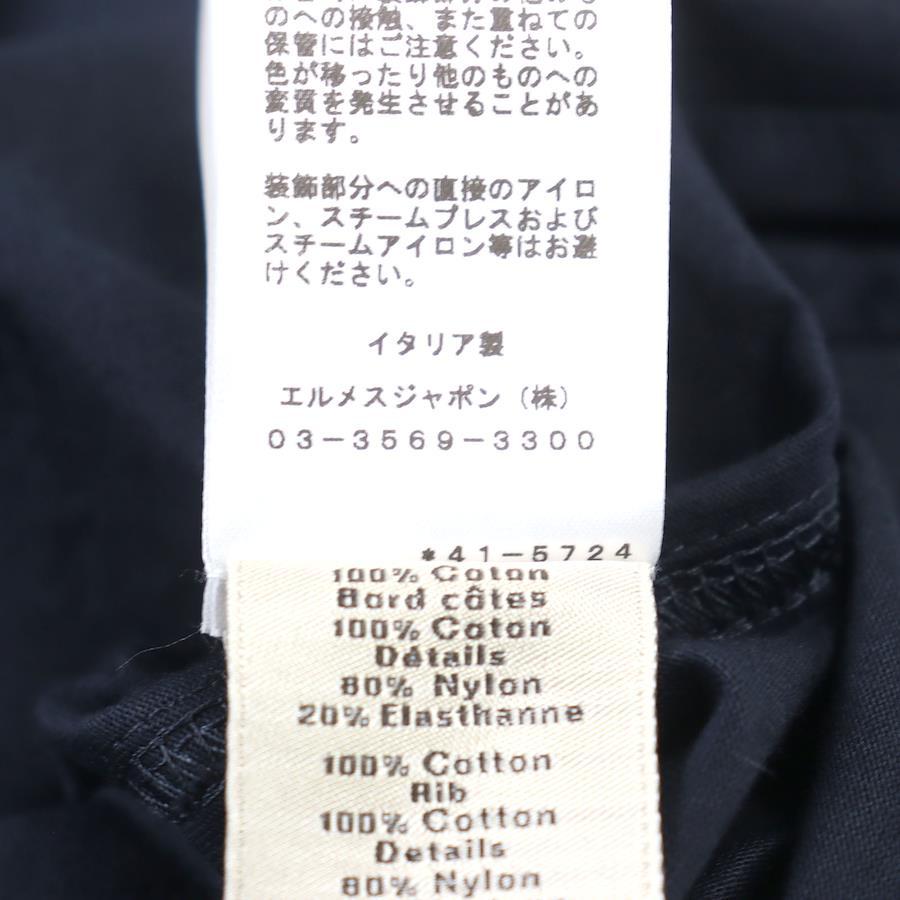 のへの接触、また重ねての
保管にはご注意ください。
色が移ったり他のものへの
変質を発生させることがあ
ります。
装飾部分への直接のアイロ
ン、スチームプレスおよび
スチームアイロン等はお避
けください。
イタリア製
エルメスジャポン（株）
03-3569-3300
*41-5724
100% Coton
Bord côtes
100% Coton
Détails
80% Nylon
20% Elasthanne
100% Cotton
Rib
100% Cotton
Details
80% Nylon